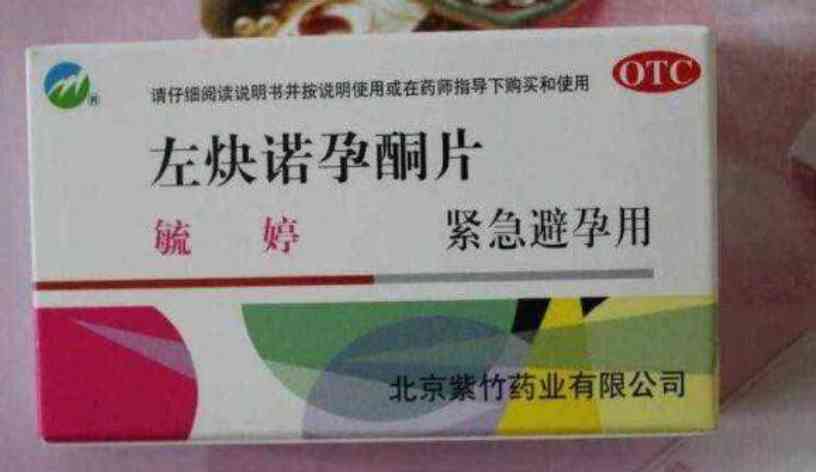 请仔细阅读说明书并按说明使用或在药师指导下购买和使用
OTC
左炔诺孕酮片
毓婷
紧急避孕用
北京紫竹药业有限公司